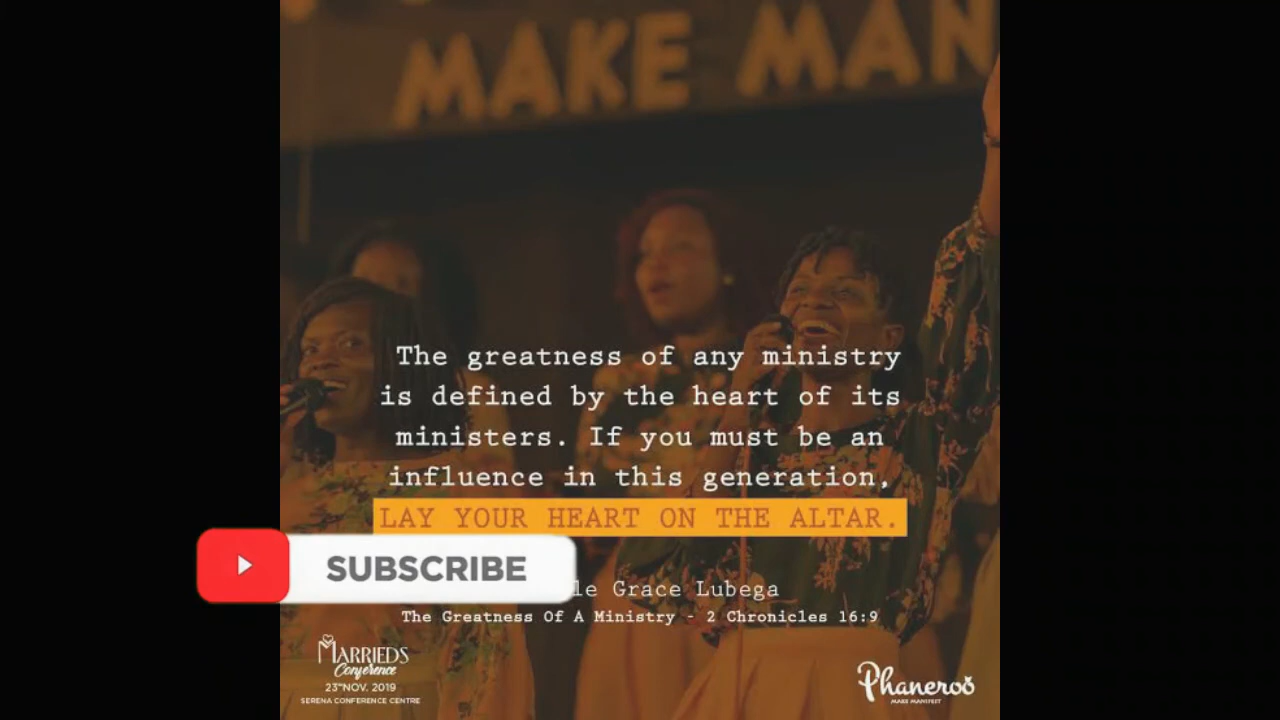 MAKE MAN
The greatness of any ministry
is defined by the heart of its
ministers. If you must be an
influence in this generation,
LAY YOUR HEART ON THE ALTAR.
SUBSCRIBE
le Grace Lubega
The Greatness Of A Ministry - 2 Chronicles 16:9
MARRIEDS
Conference
23RD NOV. 2019
SERENA CONFERENCE CENTRE
Phaneroo
MAKE MANIFEST